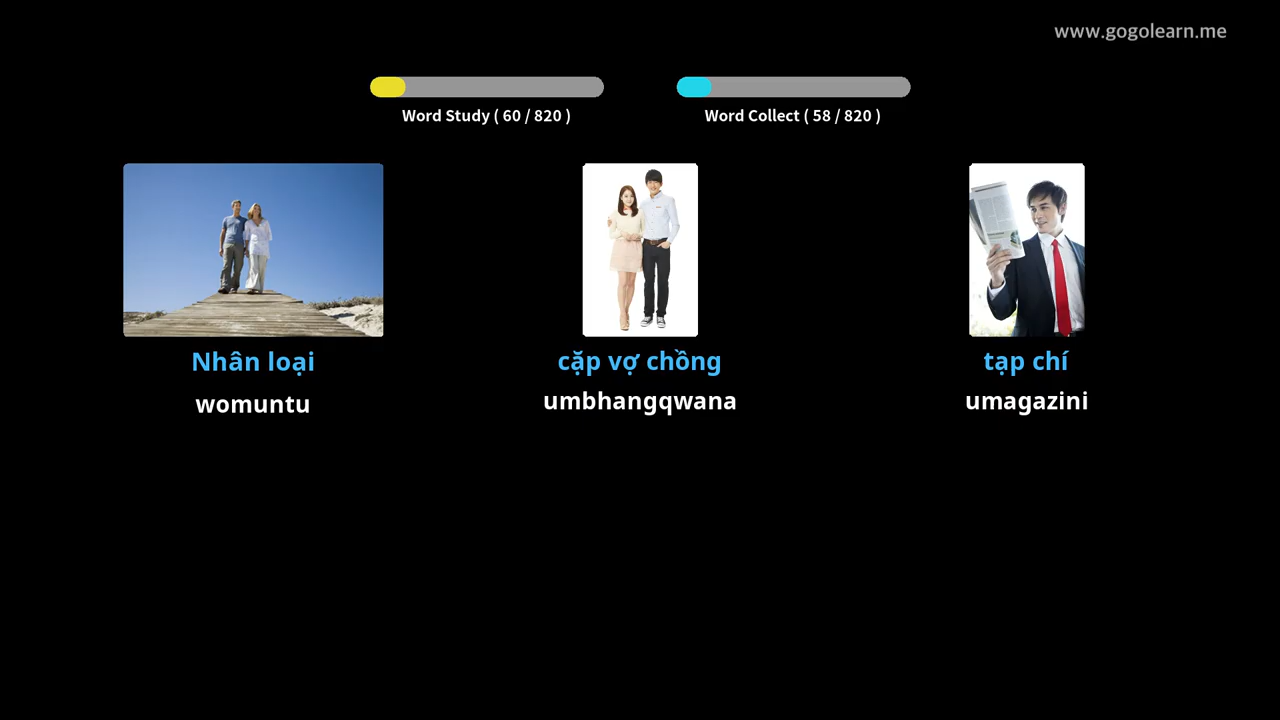 www.gogolearn.me
Word Study ( 60 / 820 )
Word Collect ( 58 / 820 )
Nhân loại
womuntu
cặp vợ chồng
umbhangqwana
tạp chí
umagazini